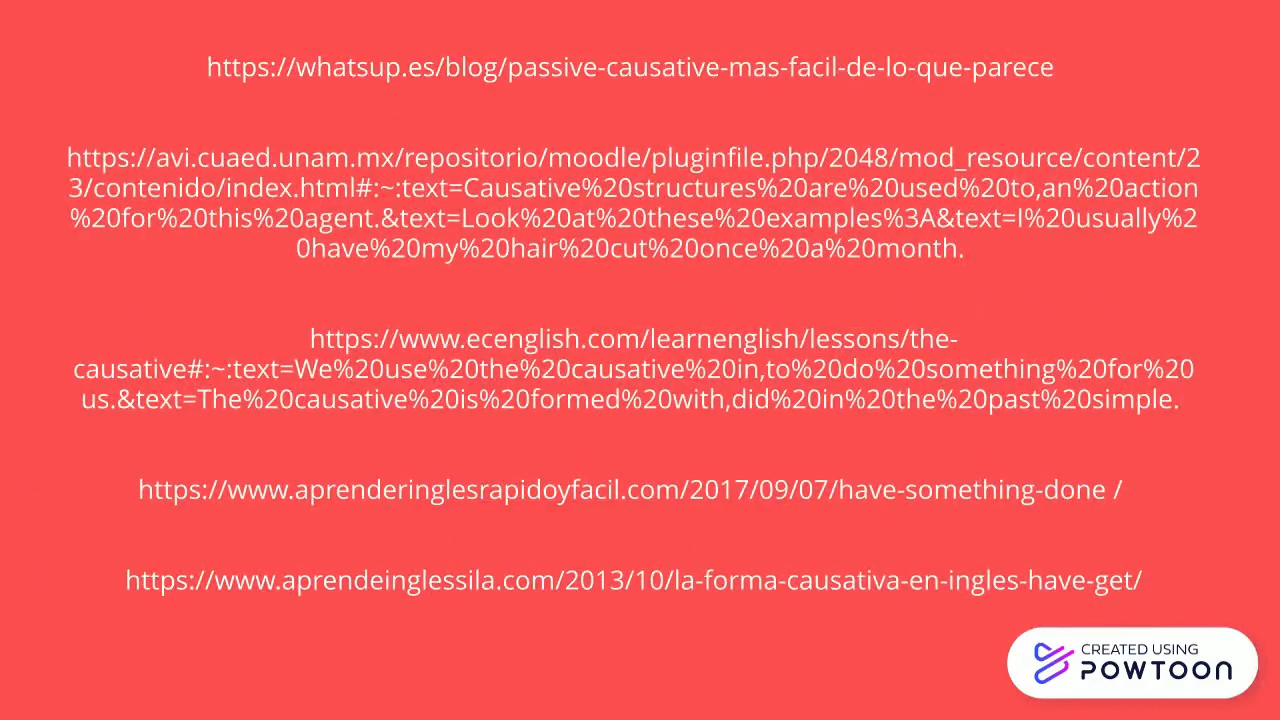 https://whatsup.es/blog/passive-causative-mas-facil-de-lo-que-parece
https://avi.cuaed.unam.mx/repositorio/moodle/pluginfile.php/2048/mod_resource/content/2
3/contenido/index.html#:~:text=Causative%20structures%20are%20used%20to,an%20action
%20for%20this%20agent.&text=Look%20at%20these%20examples%3A&text=I%20usually%2
0have%20my%20hair%20cut%20once%20a%20month.
https://www.ecenglish.com/learnenglish/lessons/the-
causative#:~:text=We%20use%20the%20causative%20in,to%20do%20something%20for%20
us.&text=The%20causative%20is%20formed%20with,did%20in%20the%20past%20simple.
https://www.aprenderinglesrapidoyfacil.com/2017/09/07/have-something-done /
https://www.aprendeinglessila.com/2013/10/la-forma-causativa-en-ingles-have-get/
CREATED USING
POWTOON